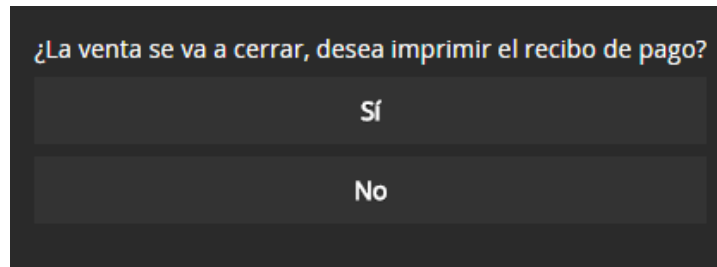 ¿La venta se va a cerrar, desea imprimir el recibo de pago?
Sí
No